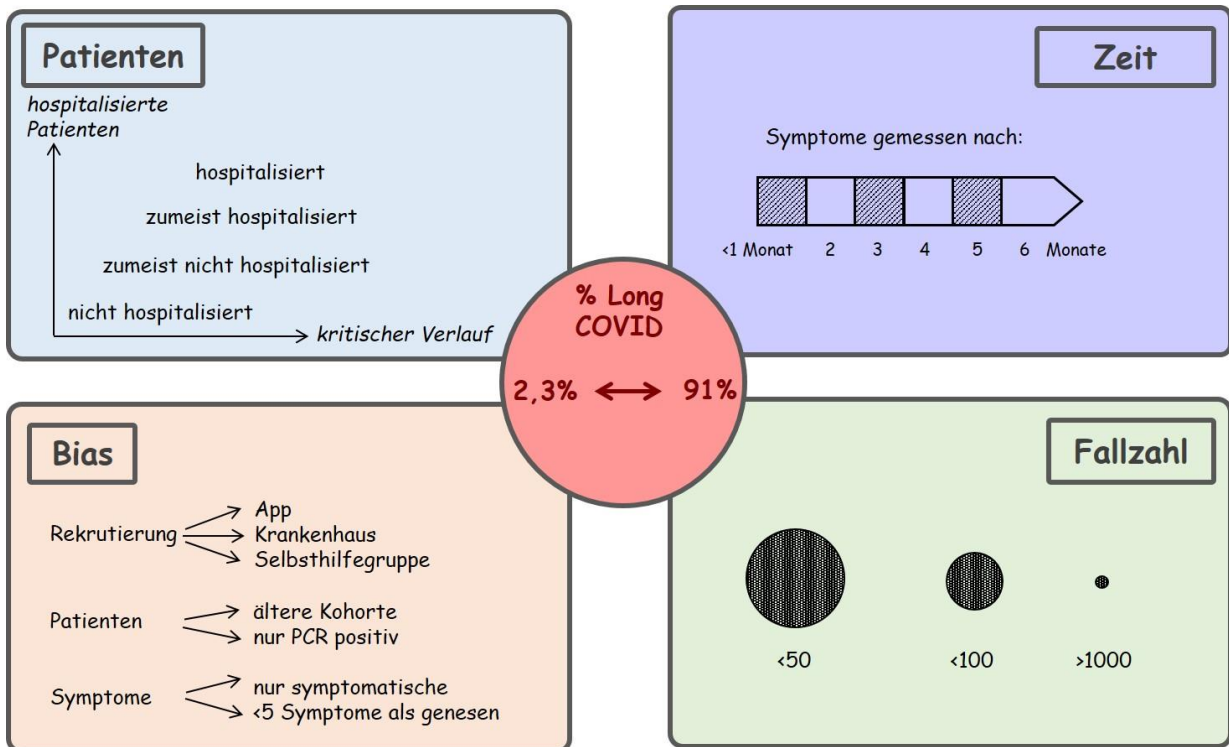 Patienten
hospitalisierte
Patienten
hospitalisiert
zumeist hospitalisiert
zumeist nicht hospitalisiert
nicht hospitalisiert
kritischer Verlauf
Zeit
Symptome gemessen nach:
<1 Monat 2 3 4 5 6 Monate
% Long
COVID
2,3% 91%
Bias
Rekrutierung
App
Krankenhaus
Selbsthilfegruppe
Patienten
ältere Kohorte
nur PCR positiv
Symptome
nur symptomatische
<5 Symptome als genesen
Fallzahl
<50 <100 >1000